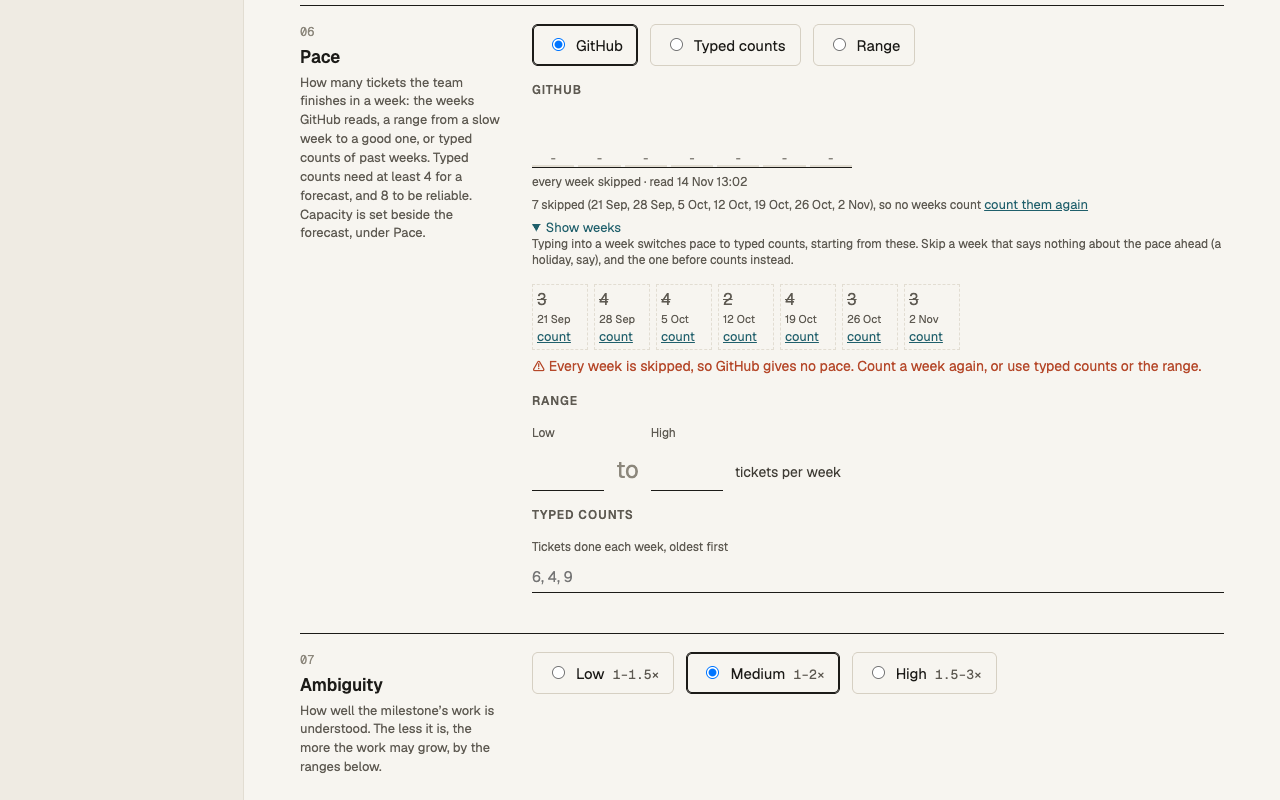 06
Pace
How many tickets the team
finishes in a week: the weeks
GitHub reads, a range from a slow
week to a good one, or typed
counts of past weeks. Typed
counts need at least 4 for a
forecast, and 8 to be reliable.
Capacity is set beside the
forecast, under Pace.
GitHub
Typed counts
Range
GITHUB
- - - - - - -
every week skipped · read 14 Nov 13:02
7 skipped (21 Sep, 28 Sep, 5 Oct, 12 Oct, 19 Oct, 26 Oct, 2 Nov), so no weeks count count them again
▼ Show weeks
Typing into a week switches pace to typed counts, starting from these. Skip a week that says nothing about the pace ahead (a
holiday, say), and the one before counts instead.
3 4 4 2 4 3 3
21 Sep 28 Sep 5 Oct 12 Oct 19 Oct 26 Oct 2 Nov
count count count count count count count
⚠ Every week is skipped, so GitHub gives no pace. Count a week again, or use typed counts or the range.
RANGE
Low High
to tickets per week
TYPED COUNTS
Tickets done each week, oldest first
6, 4, 9
07
Ambiguity
How well the milestone's work is
understood. The less it is, the
more the work may grow, by the
ranges below.
Low 1–1.5×
Medium 1–2×
High 1.5–3×